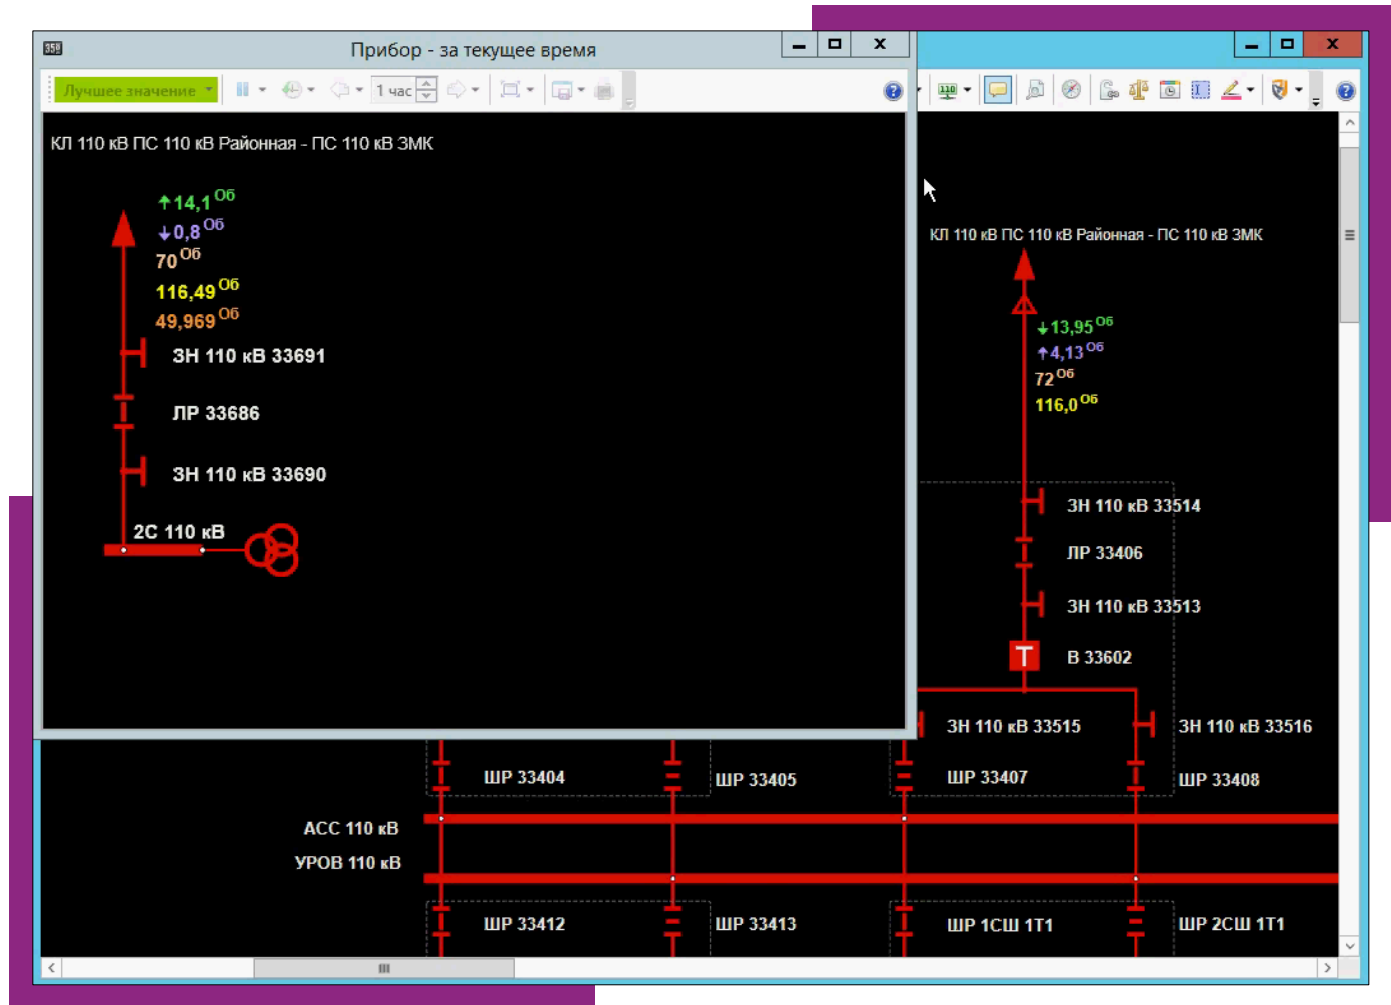 Прибор - за текущее время
Лучшее значение
1 час
КЛ 110 кВ ПС 110 кВ Районная - ПС 110 кВ ЗМК
14,1 Об
0,8 Об
70 Об
116,49 Об
49,969 Об
ЗН 110 кВ 33691
ЛР 33686
ЗН 110 кВ 33690
2С 110 кВ
110
КЛ 110 кВ ПС 110 кВ Районная - ПС 110 кВ ЗМК
13,95 Об
4,13 Об
72 Об
116,0 Об
ЗН 110 кВ 33514
ЛР 33406
ЗН 110 кВ 33513
Т
В 33602
ЗН 110 кВ 33515
ЗН 110 кВ 33516
ШР 33404
ШР 33405
ШР 33407
ШР 33408
АСС 110 кВ
УРОВ 110 кВ
ШР 33412
ШР 33413
ШР 1СШ 1Т1
ШР 2СШ 1Т1